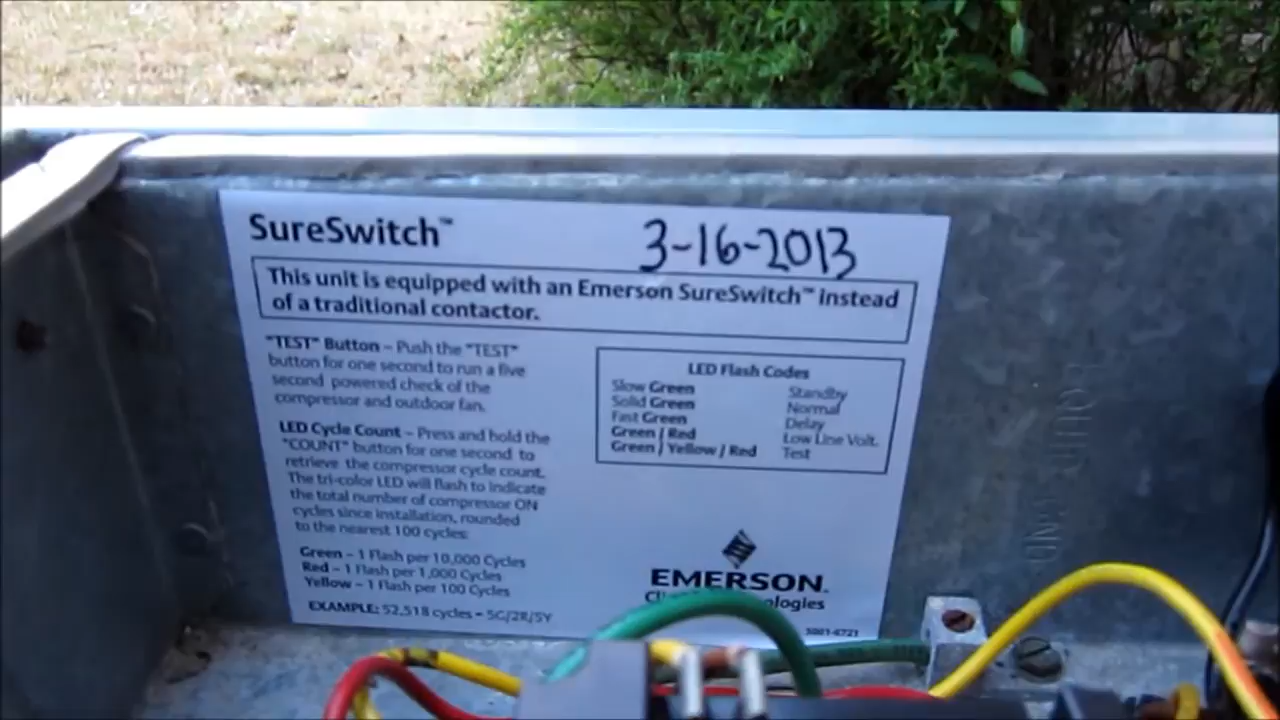 SureSwitch™
3-16-2013
This unit is equipped with an Emerson SureSwitch™ instead
of a traditional contactor.
"TEST" Button – Push the "TEST"
button for one second to run a five
second powered check of the
compressor and outdoor fan.
LED Cycle Count – Press and hold the
"COUNT" button for one second to
retrieve the compressor cycle count.
The tri-color LED will flash to indicate
the total number of compressor ON
cycles since installation, rounded
to the nearest 100 cycles:
Green – 1 Flash per 10,000 Cycles
Red – 1 Flash per 1,000 Cycles
Yellow – 1 Flash per 100 Cycles
EXAMPLE: 52,518 cycles = 5G/2R/5Y
LED Flash Codes
Slow Green Standby
Solid Green Normal
Fast Green Delay
Green / Red Low Line Volt.
Green / Yellow / Red Test
EMERSON.